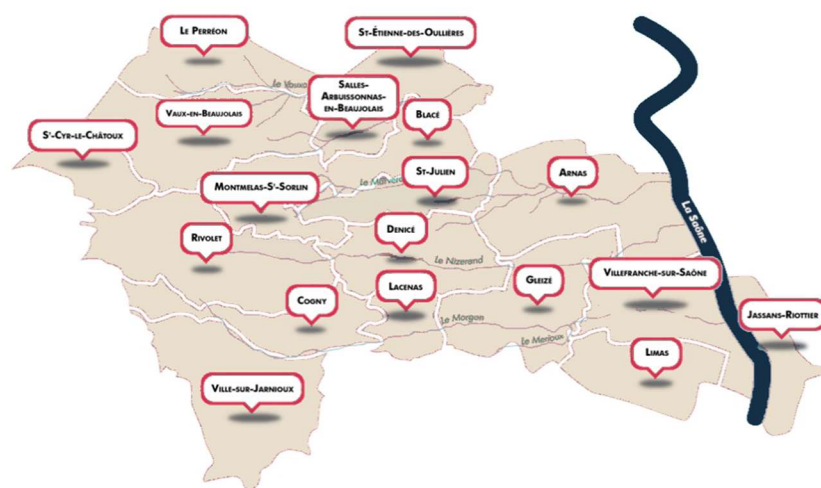 Le Perréon
St-Étienne-des-Oullières
Le Vauxonne
Salles-
Arbuissonnas-
en-Beaujolais
Vaux-en-Beaujolais
Blacé
St-Cyr-le-Châtoux
Montmelas-St-Sorlin
Le Marverand
St-Julien
Arnas
La Saône
Rivolet
Denicé
Le Nizerand
Villefranche-sur-Saône
Cogny
Lacenas
Gleizé
Jassans-Riottier
Le Morgon
Le Merloux
Limas
Ville-sur-Jarnioux